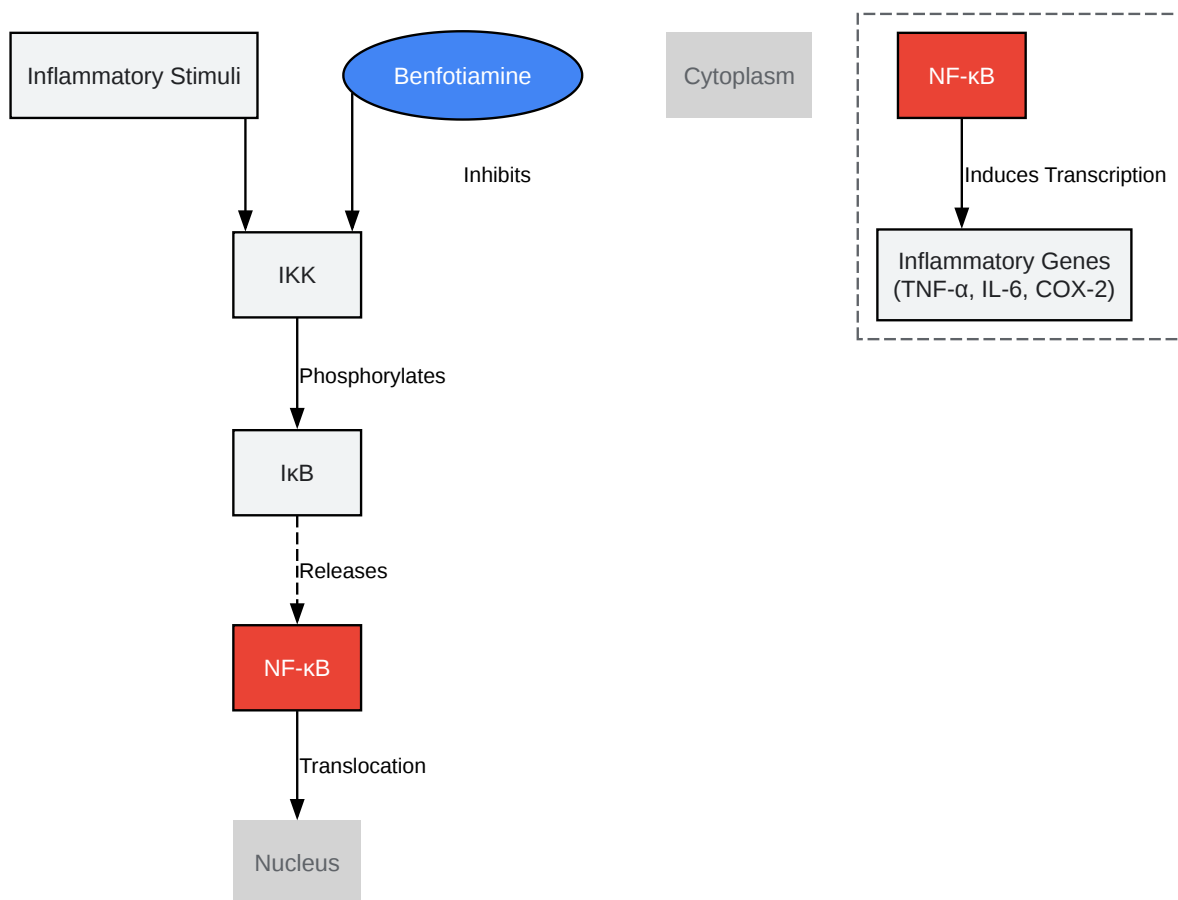 Inflammatory Stimuli
Benfotiamine
Cytoplasm
NF-κB
Inhibits
Induces Transcription
IKK
Inflammatory Genes
(TNF-α, IL-6, COX-2)
Phosphorylates
IκB
Releases
NF-κB
Translocation
Nucleus